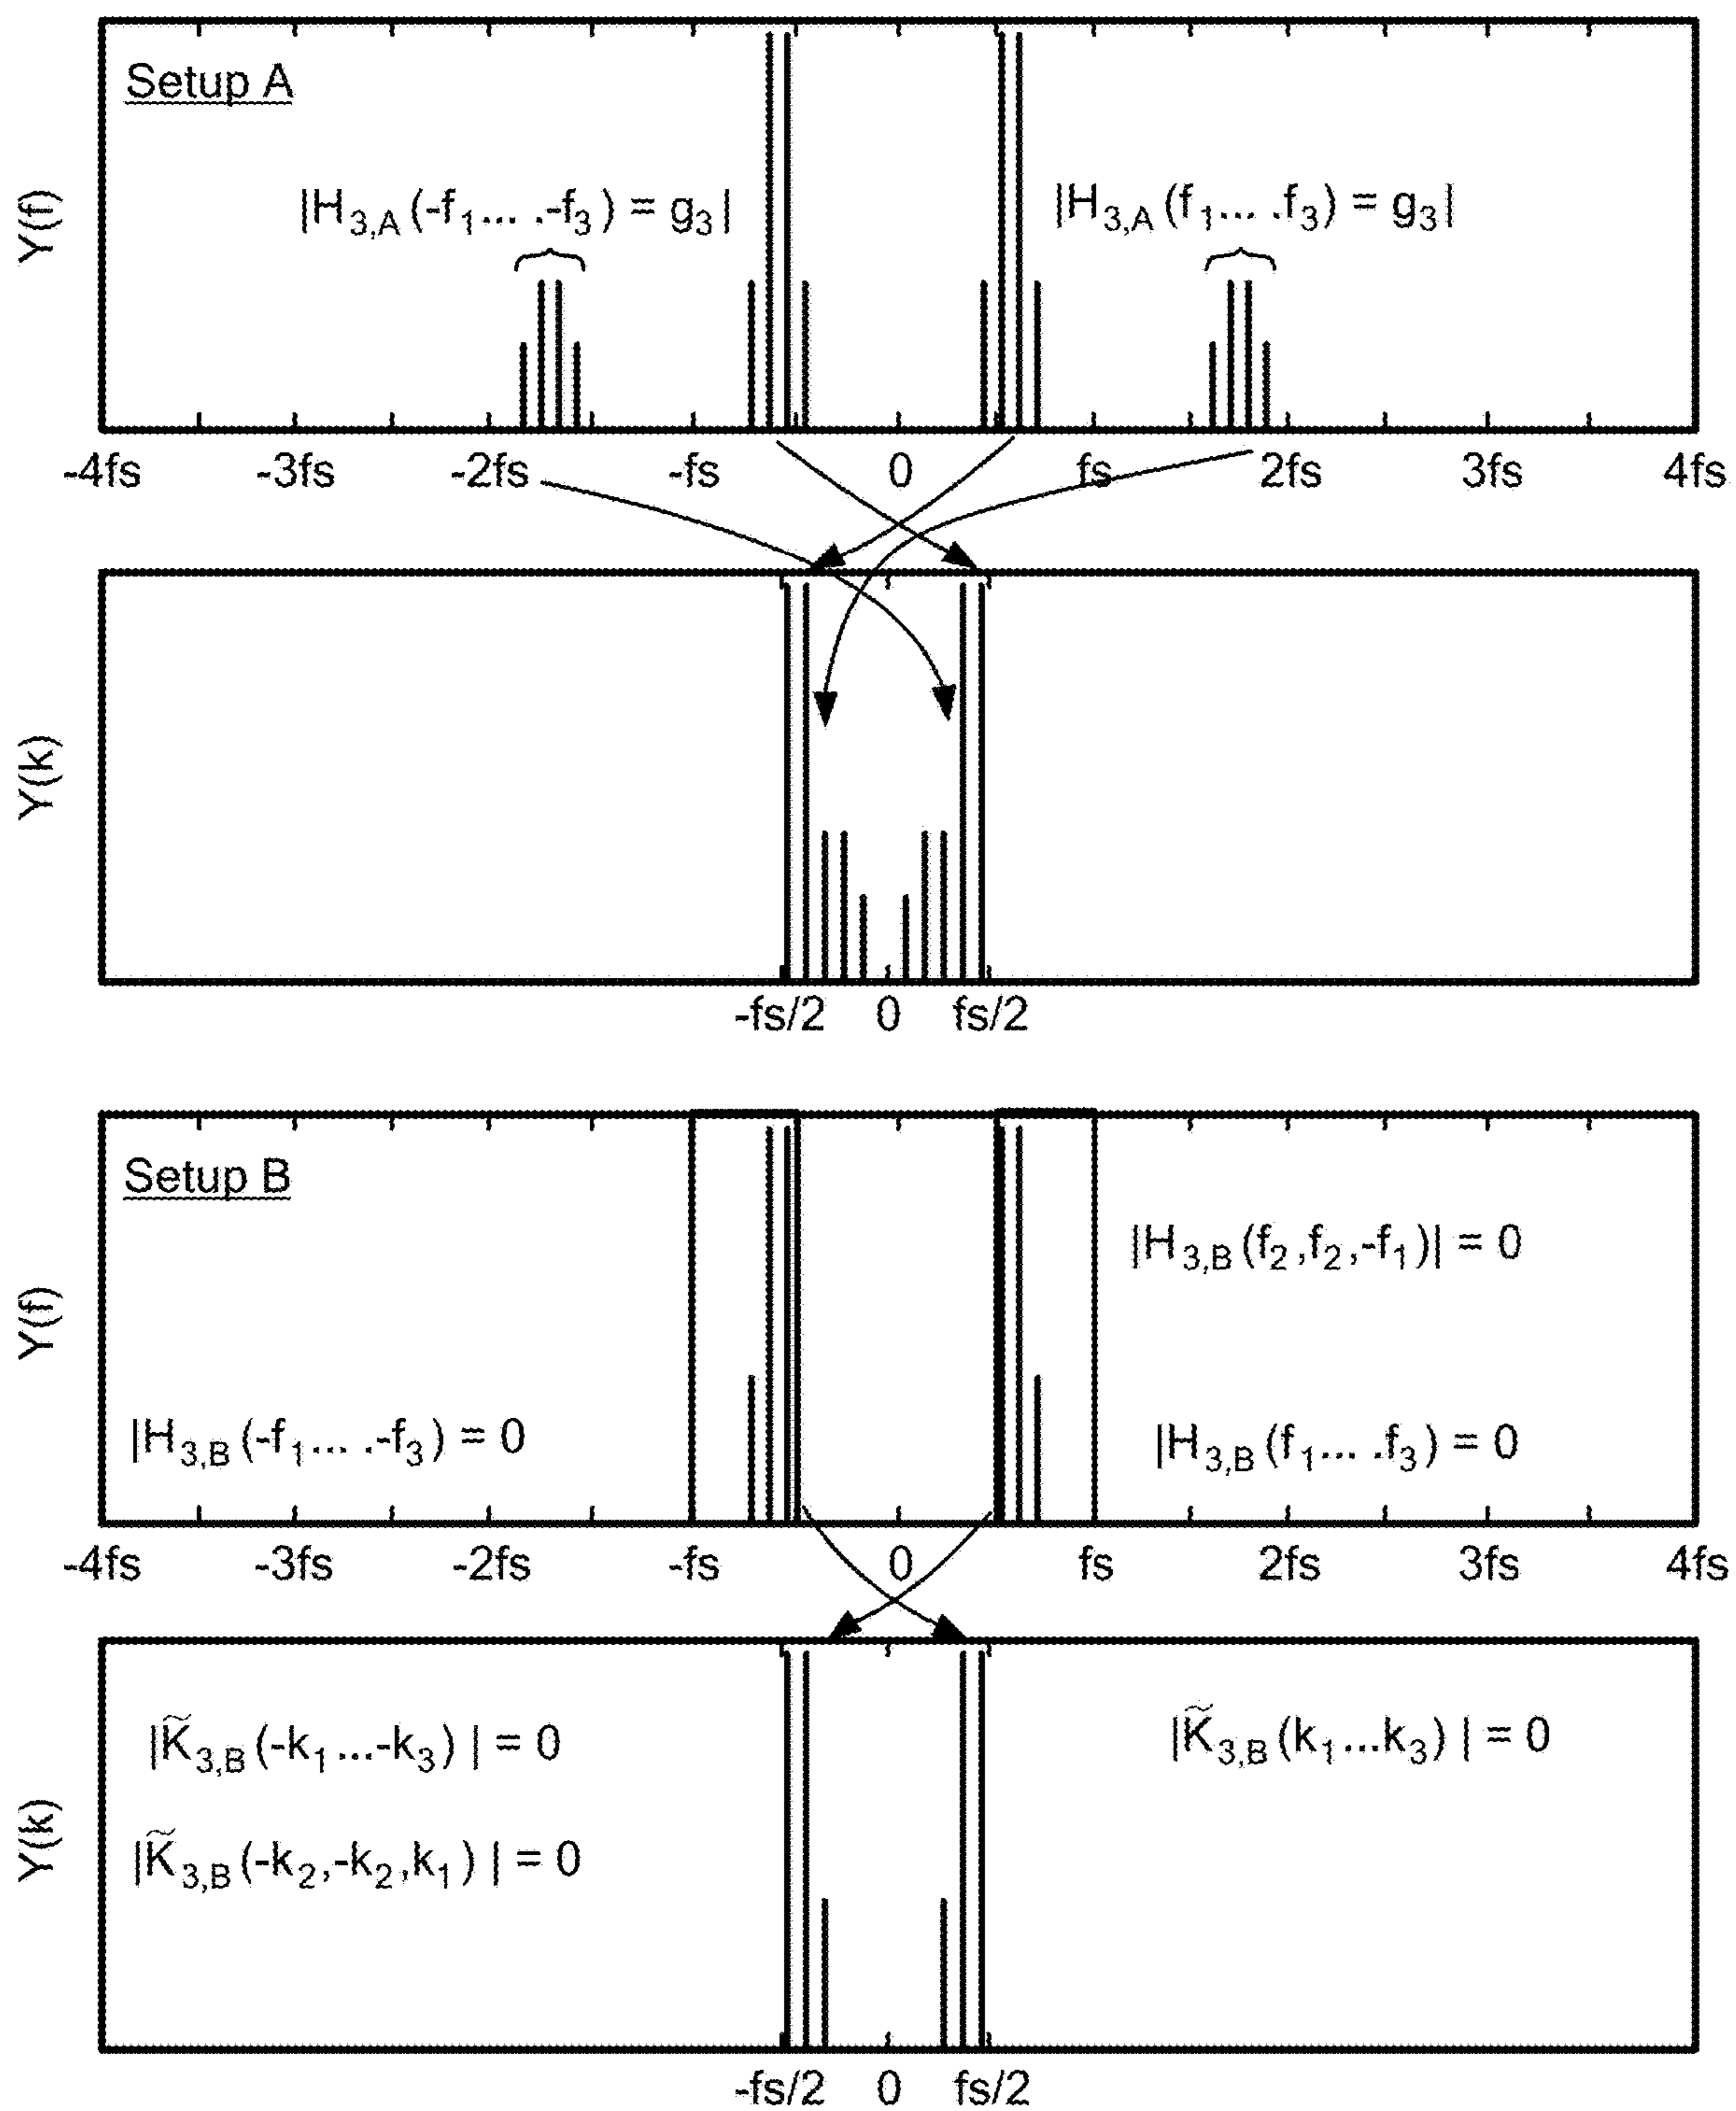 Setup A
Y(f)
|H3,A(-f1... .-f3) = g3|
|H3,A(f1... .f3) = g3|
-4fs -3fs -2fs -fs 0 fs 2fs 3fs 4fs
Y(k)
-fs/2 0 fs/2
Setup B
Y(f)
|H3,B(f2,f2,-f1)| = 0
|H3,B(-f1... .-f3) = 0
|H3,B(f1... .f3) = 0
-4fs -3fs -2fs -fs 0 fs 2fs 3fs 4fs
Y(k)
|K̃3,B(-k1...-k3) | = 0
|K̃3,B(k1...k3) | = 0
|K̃3,B(-k2,-k2,k1) | = 0
-fs/2 0 fs/2